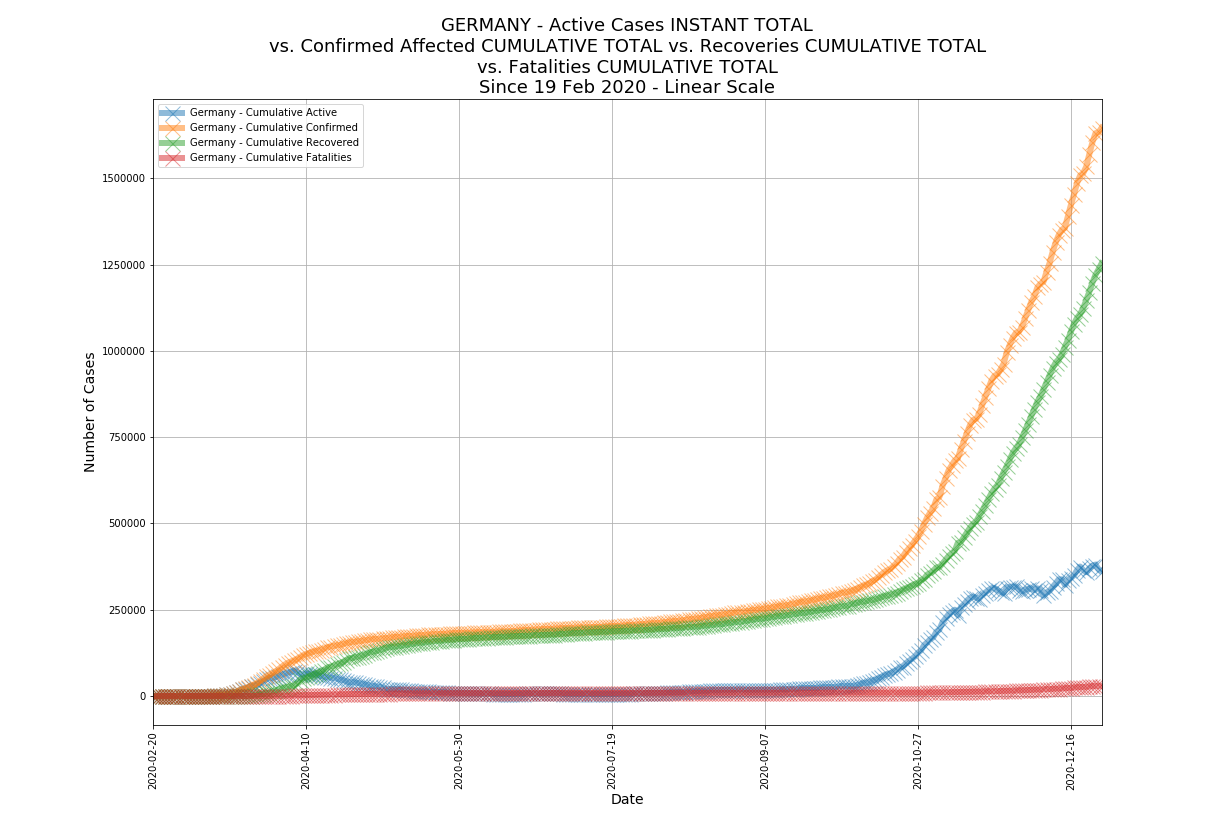 GERMANY - Active Cases INSTANT TOTAL
vs. Confirmed Affected CUMULATIVE TOTAL vs. Recoveries CUMULATIVE TOTAL
vs. Fatalities CUMULATIVE TOTAL
Since 19 Feb 2020 - Linear Scale
Germany - Cumulative Active
Germany - Cumulative Confirmed
Germany - Cumulative Recovered
Germany - Cumulative Fatalities
1500000
1250000
1000000
750000
500000
250000
0
Number of Cases
2020-02-20
2020-04-10
2020-05-30
2020-07-19
2020-09-07
2020-10-27
2020-12-16
Date